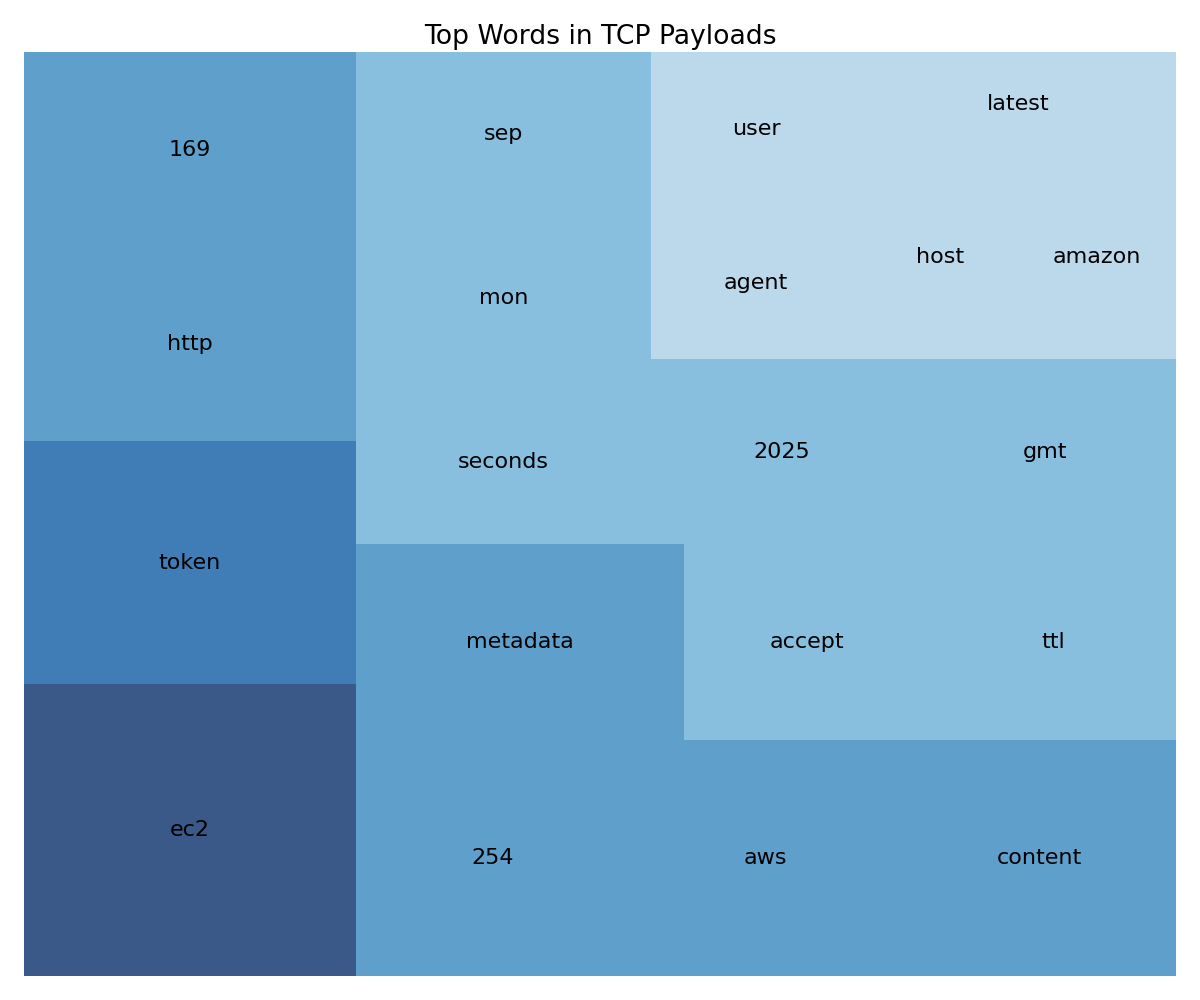 Top Words in TCP Payloads
169
http
token
ec2
sep
mon
seconds
metadata
254
aws
content
accept
ttl
2025
gmt
user
agent
latest
host
amazon